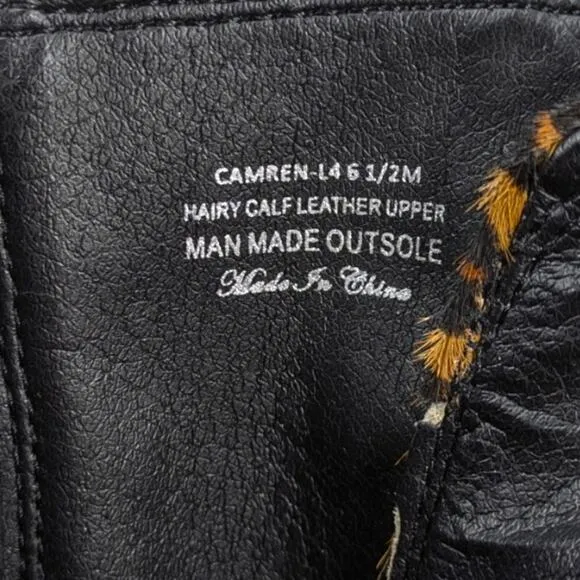 CAMREN-L4 6 1/2M
HAIRY CALF LEATHER UPPER
MAN MADE OUTSOLE
Made In China